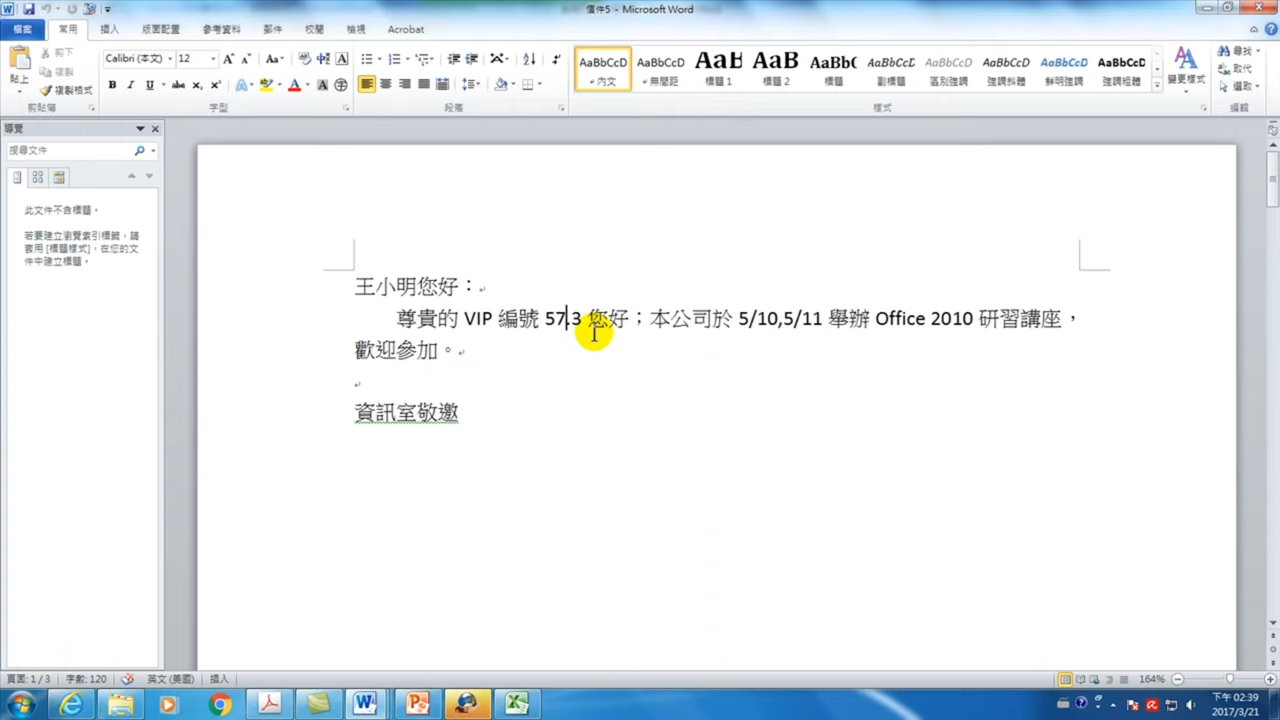 信件5 - Microsoft Word
檔案 常用 插入 版面配置 參考資料 郵件 校閱 檢視 Acrobat
貼上 剪下 複製 複製格式 剪貼簿
Calibri (本文) 12 字型
段落
AaBbCcD 內文
AaBbCcD 無間距
AaB 標題 1
AaB 標題 2
AaBbC 標題
AaBbCcC 副標題
AaBbCcD 區別強調
AaBbCcD 強調斜體
AaBbCcD 鮮明強調
AaBbCcD 強調粗體
樣式
變更樣式
尋找 取代 選取 編輯
導覽
搜尋文件
此文件不含標題。
若要建立瀏覽索引標籤，請
套用 [標題樣式]，在您的文
件中建立標題。
王小明您好：
尊貴的 VIP 編號 57.3 您好；本公司於 5/10,5/11 舉辦 Office 2010 研習講座，
歡迎參加。
資訊室敬邀
頁面: 1/3 字數: 120 英文 (美國) 插入 164%
下午 02:39
2017/3/21